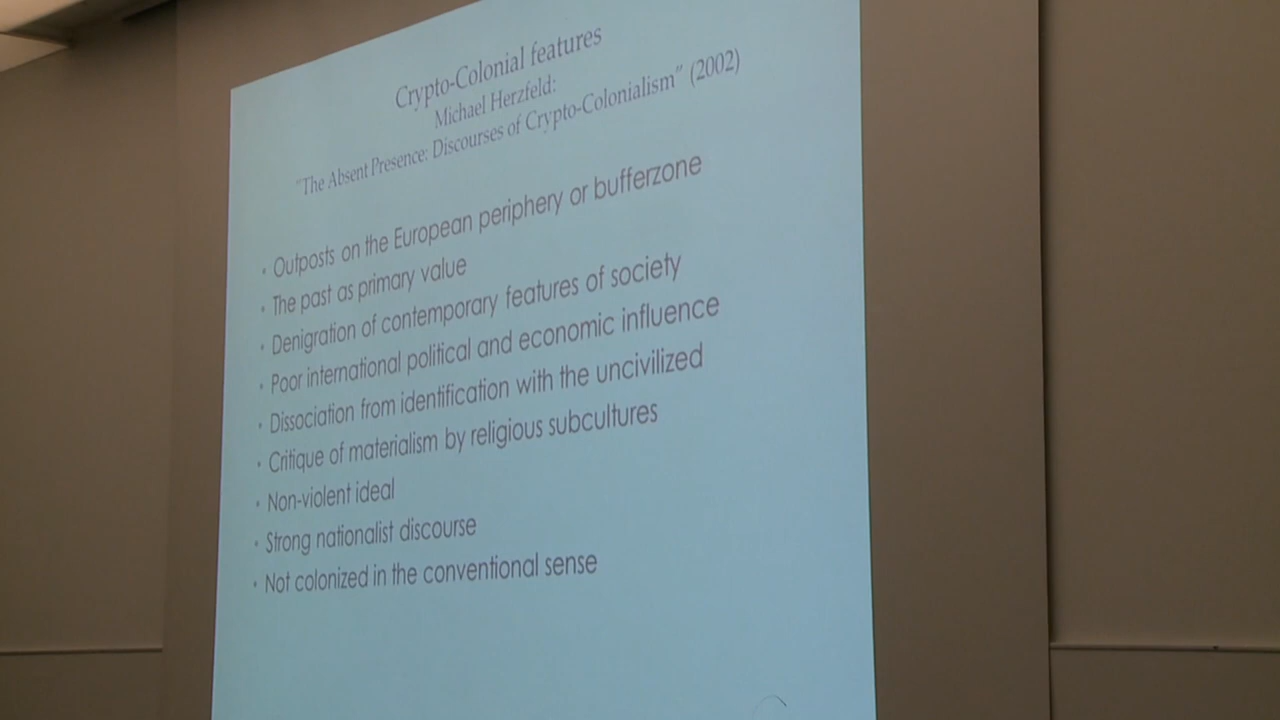 Crypto-Colonial features
Michael Herzfeld:
"The Absent Presence: Discourses of Crypto-Colonialism" (2002)
• Outposts on the European periphery or bufferzone
• The past as primary value
• Denigration of contemporary features of society
• Poor international political and economic influence
• Dissociation from identification with the uncivilized
• Critique of materialism by religious subcultures
• Non-violent ideal
• Strong nationalist discourse
• Not colonized in the conventional sense